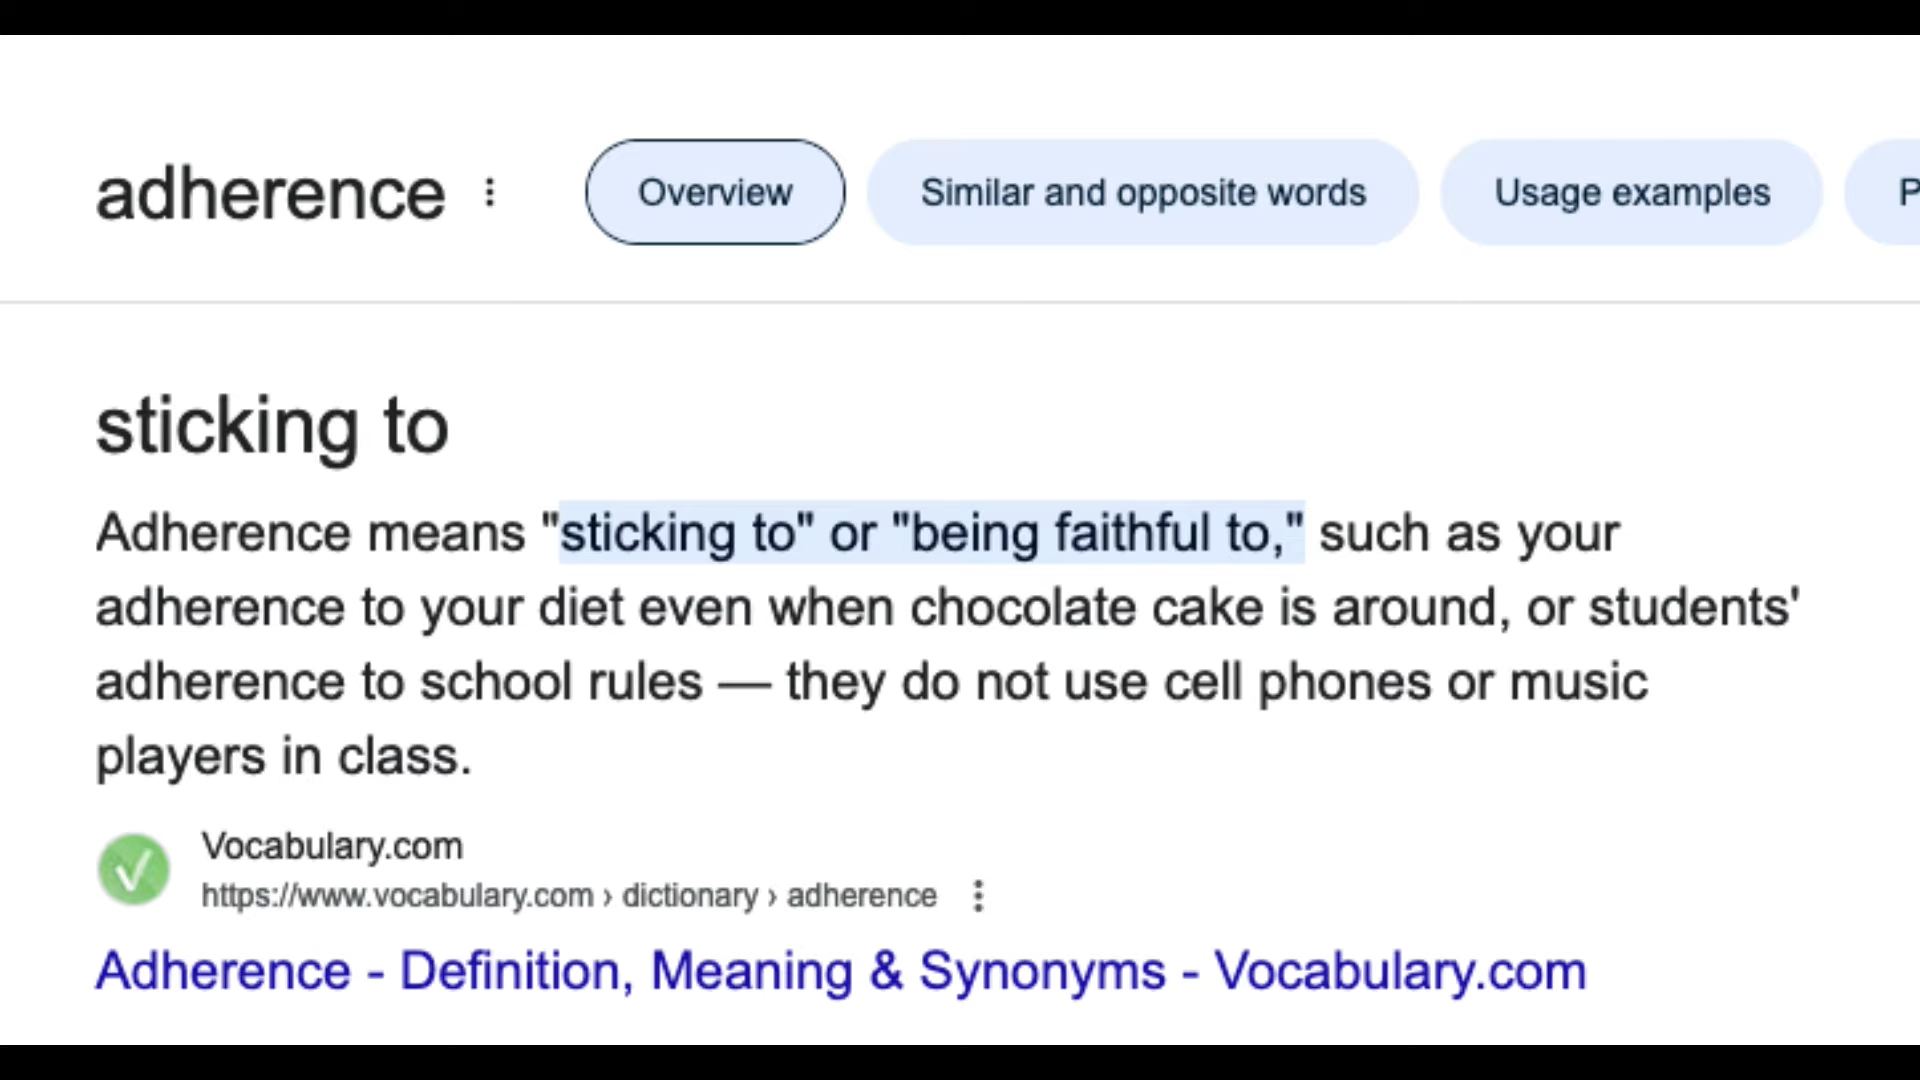 adherence
Overview
Similar and opposite words
Usage examples
P
sticking to
Adherence means "sticking to" or "being faithful to," such as your
adherence to your diet even when chocolate cake is around, or students'
adherence to school rules — they do not use cell phones or music
players in class.
Vocabulary.com
https://www.vocabulary.com › dictionary › adherence
Adherence - Definition, Meaning & Synonyms - Vocabulary.com